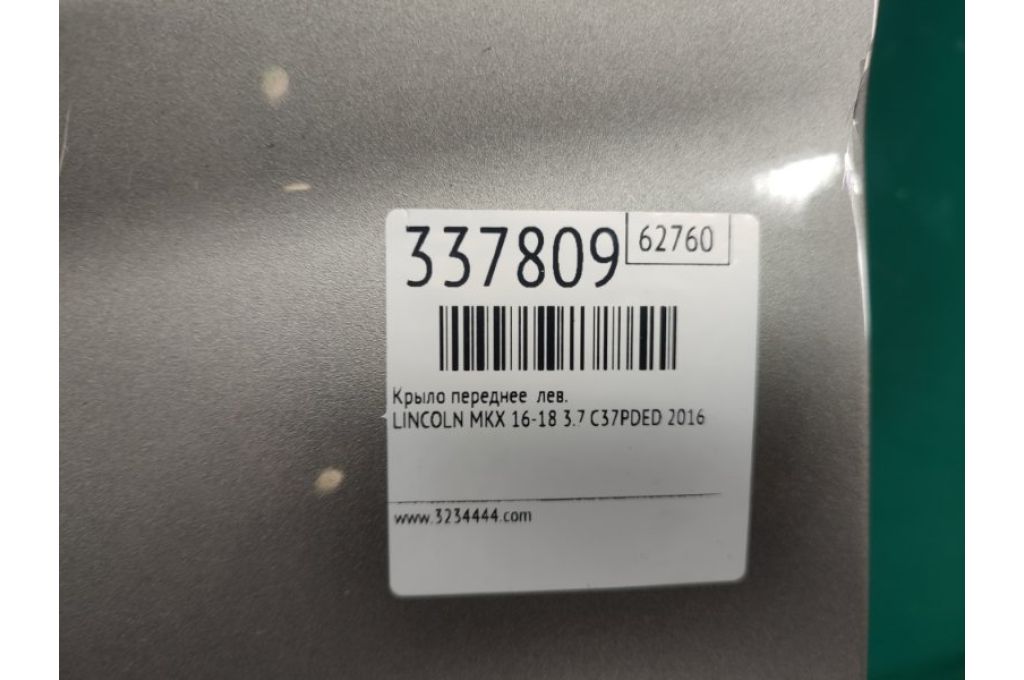 337809
62760
Крыло переднее лев.
LINCOLN MKX 16-18 3.7 C37PDED 2016
www.3234444.com